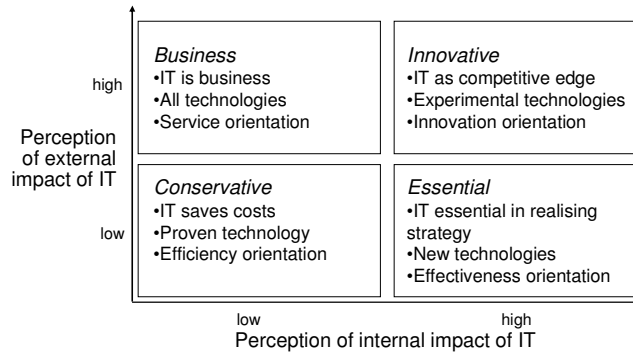 Business
•IT is business
•All technologies
•Service orientation
Innovative
•IT as competitive edge
•Experimental technologies
•Innovation orientation
high
Perception
of external
impact of IT
Conservative
•IT saves costs
•Proven technology
•Efficiency orientation
Essential
•IT essential in realising
strategy
•New technologies
•Effectiveness orientation
low
low
high
Perception of internal impact of IT